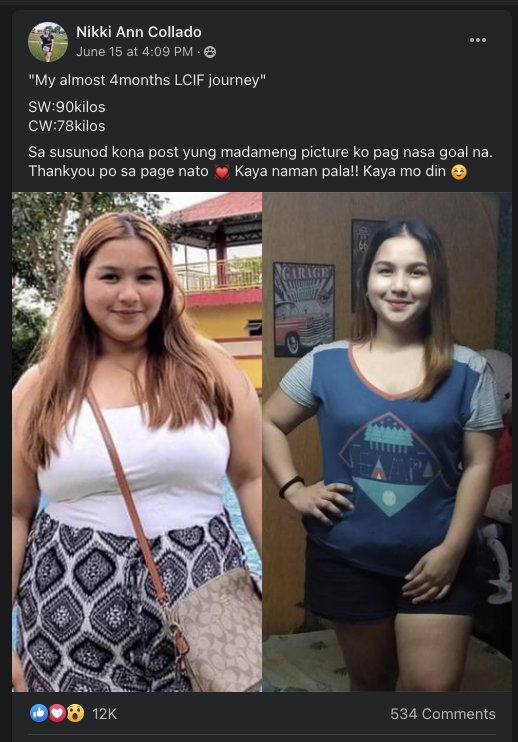 Nikki Ann Collado
June 15 at 4:09 PM ·
"My almost 4months LCIF journey"
SW:90kilos
CW:78kilos
Sa susunod kona post yung madameng picture ko pag nasa goal na.
Thankyou po sa page nato 💓 Kaya naman pala!! Kaya mo din ☺️
66
GARAGE
CAMP
12K
534 Comments